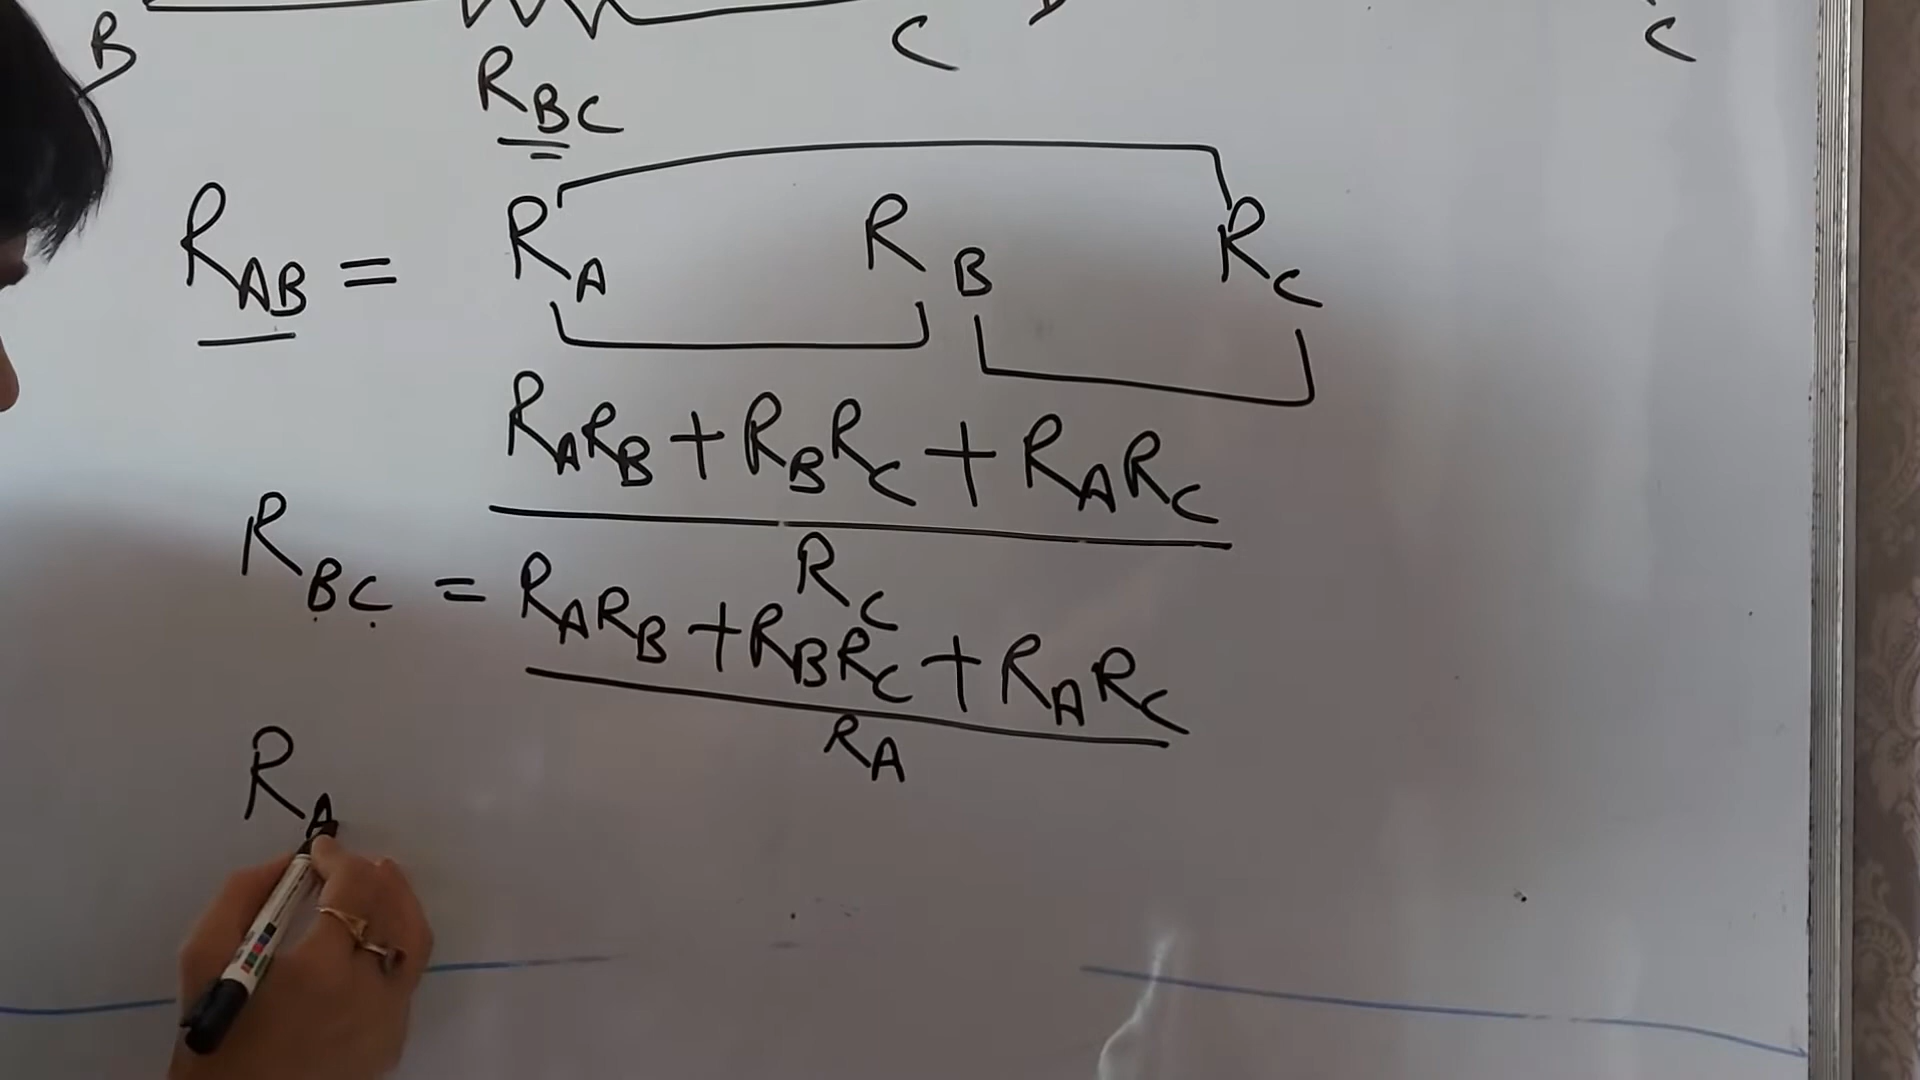 B C C
R_BC
R_AB = R_A R_B R_C
R_A R_B + R_B R_C + R_A R_C
R_C
R_BC = R_A R_B + R_B R_C + R_A R_C
R_A
R_A